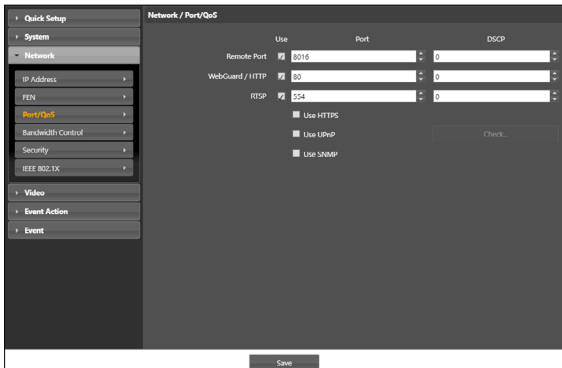 Quick Setup
System
Network
IP Address
FEN
Port/QoS
Bandwidth Control
Security
IEEE 802.1X
Video
Event Action
Event
Network / Port/QoS
Use Port DSCP
Remote Port 8016 0
WebGuard / HTTP 80 0
RTSP 554 0
Use HTTPS
Use UPnP Check...
Use SNMP
Save